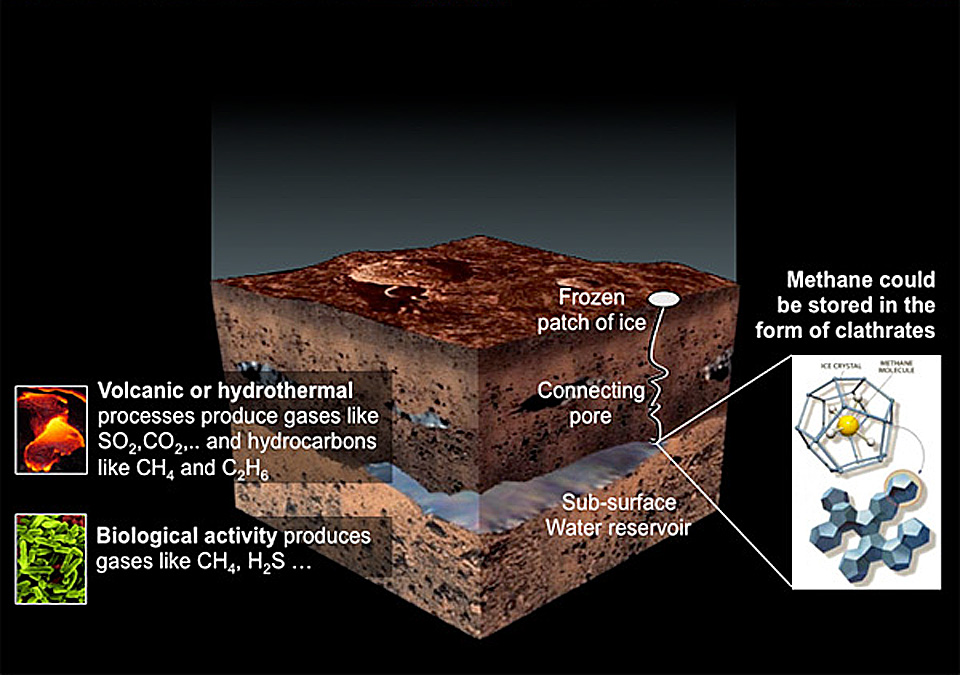 Methane could
be stored in the
form of clathrates
Frozen
patch of ice
ICE CRYSTAL
METHANE
MOLECULE
Connecting
pore
Volcanic or hydrothermal
processes produce gases like
SO₂,CO₂,.. and hydrocarbons
like CH₄ and C₂H₆
Sub-surface
Water reservoir
Biological activity produces
gases like CH₄, H₂S ...